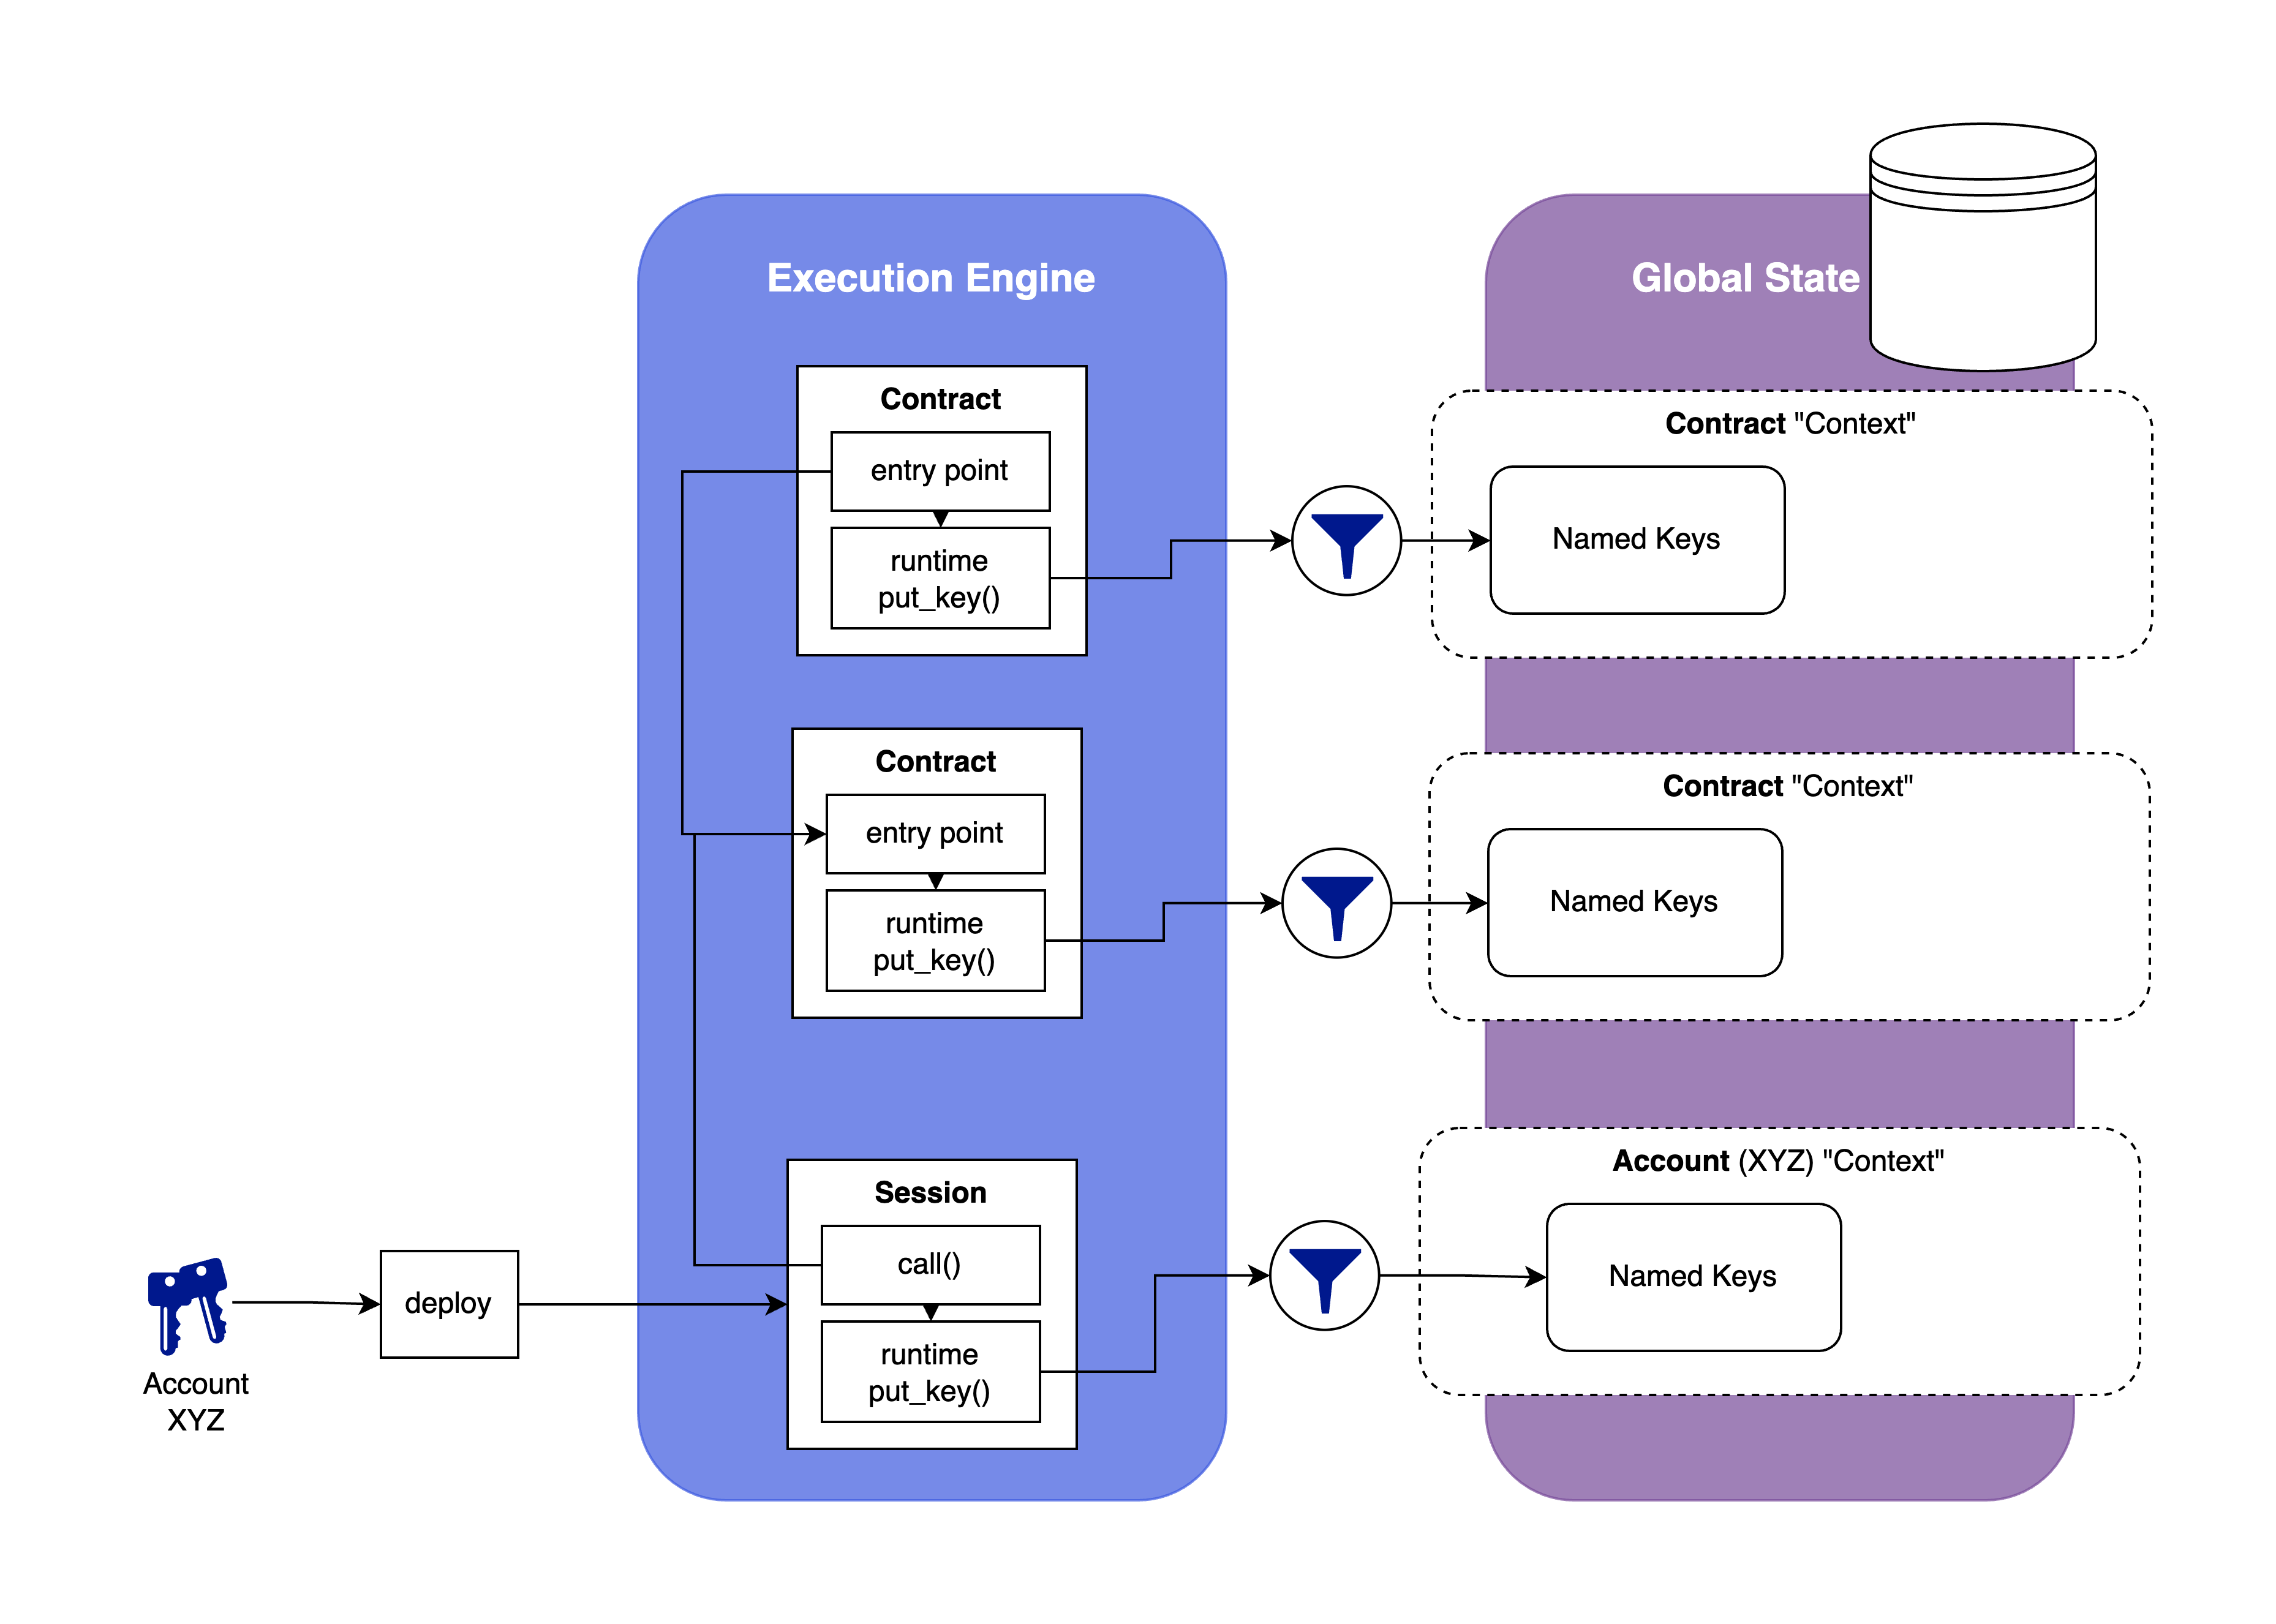 Execution Engine
Global State
Contract
entry point
runtime
put_key()
Contract "Context"
Named Keys
Contract
entry point
runtime
put_key()
Contract "Context"
Named Keys
Session
call()
runtime
put_key()
Account (XYZ) "Context"
Named Keys
deploy
Account
XYZ